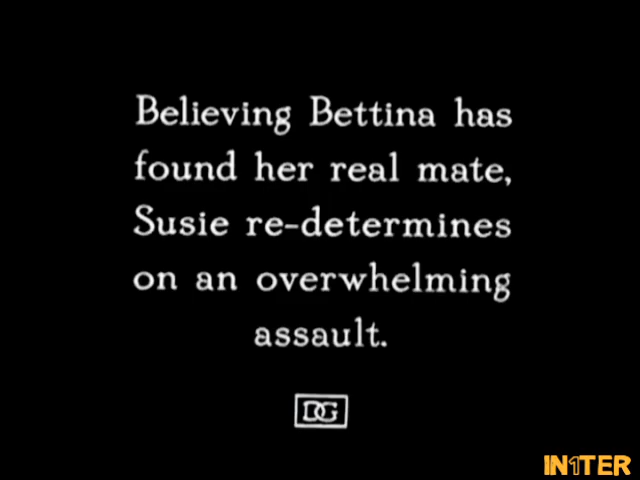 Believing Bettina has
found her real mate,
Susie re-determines
on an overwhelming
assault.
DG
IN1TER